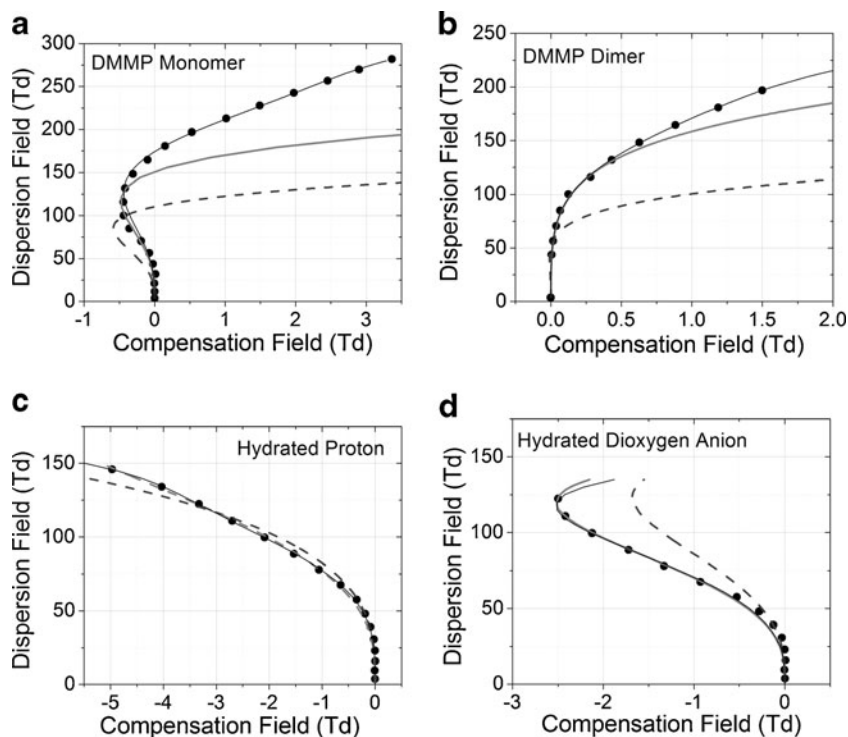 a
DMMP Monomer
Dispersion Field (Td)
300
250
200
150
100
50
0
-1
0
1
2
3
Compensation Field (Td)
b
DMMP Dimer
Dispersion Field (Td)
250
200
150
100
50
0
0.0
0.5
1.0
1.5
2.0
Compensation Field (Td)
c
Hydrated Proton
Dispersion Field (Td)
150
100
50
0
-5
-4
-3
-2
-1
0
Compensation Field (Td)
d
Hydrated Dioxygen Anion
Dispersion Field (Td)
150
100
50
0
-3
-2
-1
0
Compensation Field (Td)